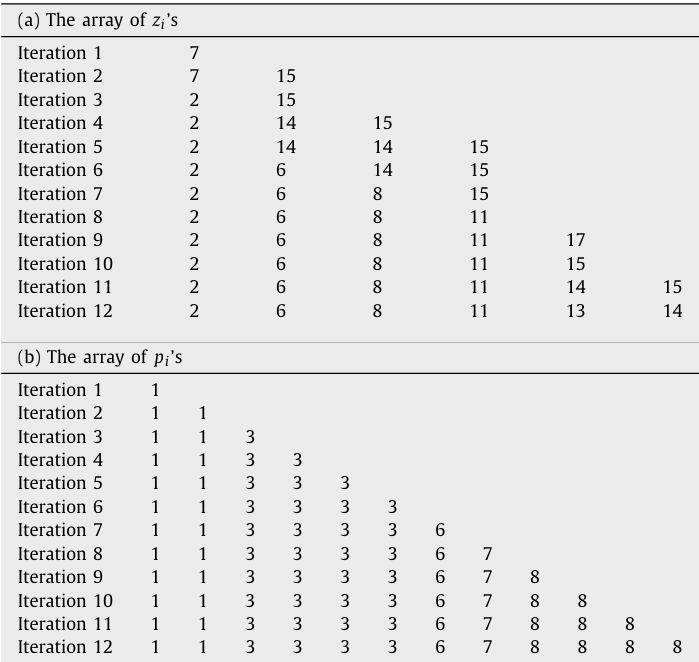 (a) The array of zᵢ's
Iteration 1 7
Iteration 2 7 15
Iteration 3 2 15
Iteration 4 2 14 15
Iteration 5 2 14 14 15
Iteration 6 2 6 14 15
Iteration 7 2 6 8 15
Iteration 8 2 6 8 11
Iteration 9 2 6 8 11 17
Iteration 10 2 6 8 11 15
Iteration 11 2 6 8 11 14 15
Iteration 12 2 6 8 11 13 14
(b) The array of pᵢ's
Iteration 1 1
Iteration 2 1 1
Iteration 3 1 1 3
Iteration 4 1 1 3 3
Iteration 5 1 1 3 3 3
Iteration 6 1 1 3 3 3 3
Iteration 7 1 1 3 3 3 3 6
Iteration 8 1 1 3 3 3 3 6 7
Iteration 9 1 1 3 3 3 3 6 7 8
Iteration 10 1 1 3 3 3 3 6 7 8 8
Iteration 11 1 1 3 3 3 3 6 7 8 8 8
Iteration 12 1 1 3 3 3 3 6 7 8 8 8 8